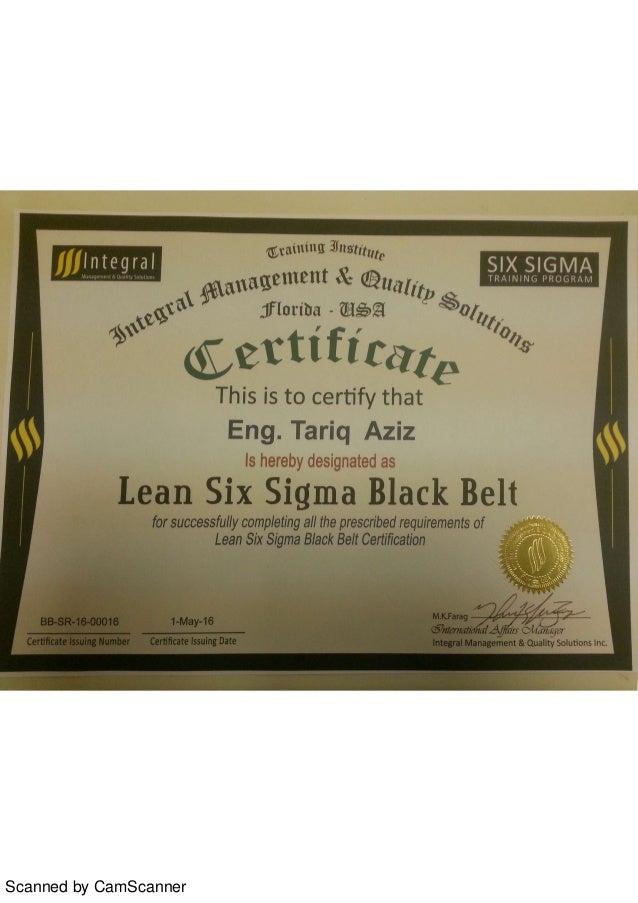 Integral
Management & Quality Solutions
Training Institute
Integral Management & Quality Solutions
Florida - USA
SIX SIGMA
TRAINING PROGRAM
Certificate
This is to certify that
Eng. Tariq Aziz
Is hereby designated as
Lean Six Sigma Black Belt
for successfully completing all the prescribed requirements of
Lean Six Sigma Black Belt Certification
BB-SR-16-00016
Certificate Issuing Number
1-May-16
Certificate Issuing Date
M.K.Farag
International Affairs Manager
Integral Management & Quality Solutions Inc.
Scanned by CamScanner